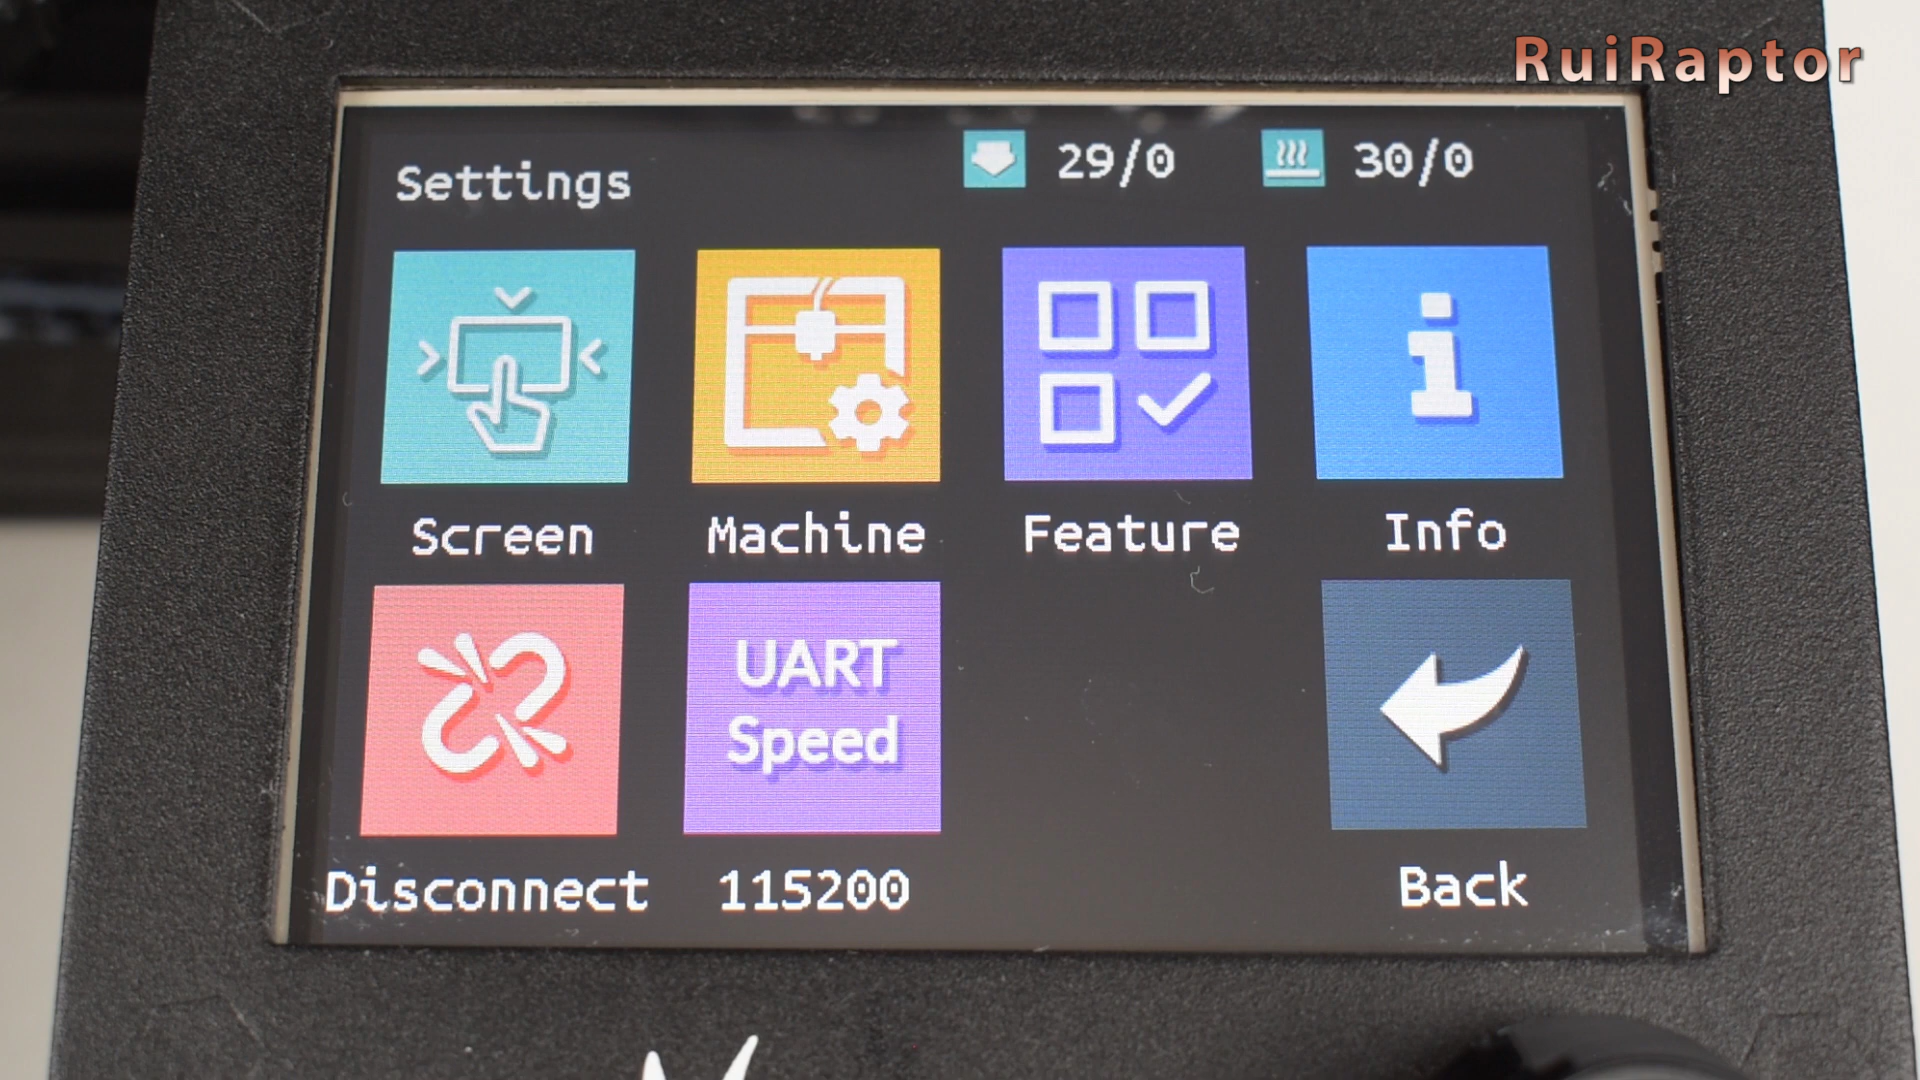 RuiRaptor
Settings
29/0
30/0
Screen
Machine
Feature
Info
UART
Speed
Disconnect
115200
Back